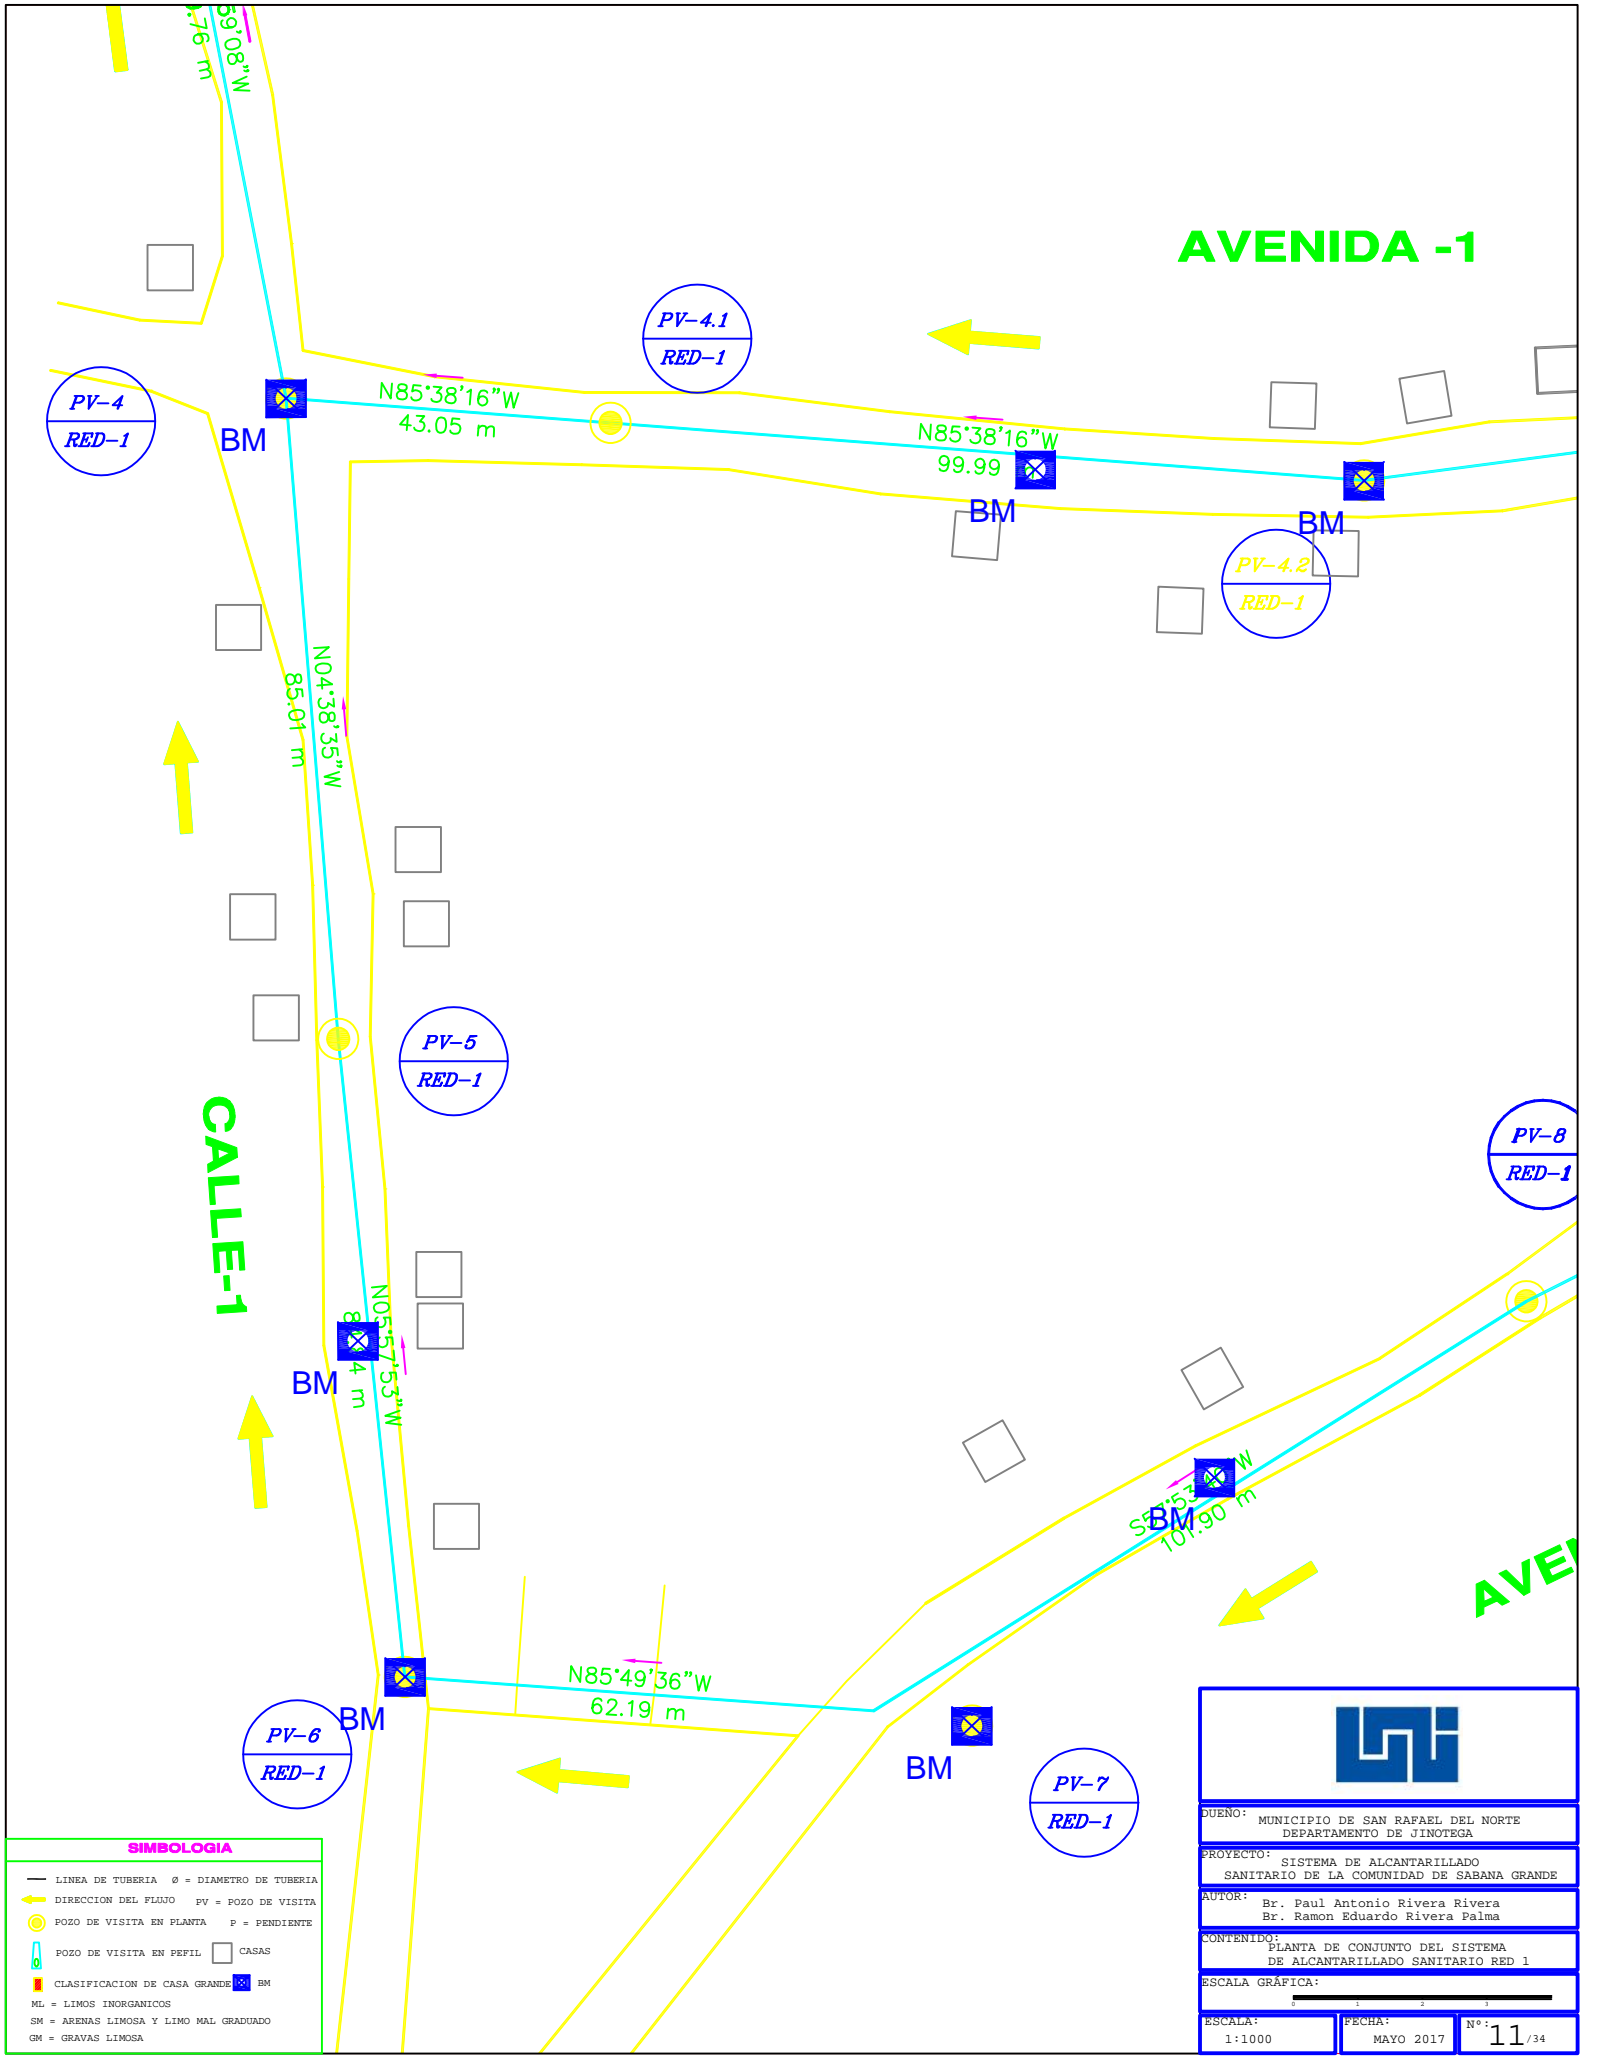 59'08"W
.76 m
AVENIDA -1
PV-4.1
RED-1
PV-4
RED-1
BM
N85°38'16"W
43.05 m
N85°38'16"W
99.99
BM
BM
PV-4.2
RED-1
N04°38'35"W
85.01 m
PV-5
RED-1
CALLE-1
PV-8
RED-1
N05°57'53"W
4 m
BM
101.90 m
BM
N85°49'36"W
62.19 m
BM
PV-6
RED-1
BM
PV-7
RED-1
SIMBOLOGIA
LINEA DE TUBERIA Ø = DIAMETRO DE TUBERIA
DIRECCION DEL FLUJO PV = POZO DE VISITA
POZO DE VISITA EN PLANTA P = PENDIENTE
POZO DE VISITA EN PEFIL CASAS
CLASIFICACION DE CASA GRANDE BM
ML = LIMOS INORGANICOS
SM = ARENAS LIMOSA Y LIMO MAL GRADUADO
GM = GRAVAS LIMOSA
DUEÑO: MUNICIPIO DE SAN RAFAEL DEL NORTE
DEPARTAMENTO DE JINOTEGA
PROYECTO: SISTEMA DE ALCANTARILLADO
SANITARIO DE LA COMUNIDAD DE SABANA GRANDE
AUTOR: Br. Paul Antonio Rivera Rivera
Br. Ramon Eduardo Rivera Palma
CONTENIDO: PLANTA DE CONJUNTO DEL SISTEMA
DE ALCANTARILLADO SANITARIO RED 1
ESCALA GRÁFICA:
0 1 2 3
ESCALA: 1:1000
FECHA: MAYO 2017
N°: 11/34